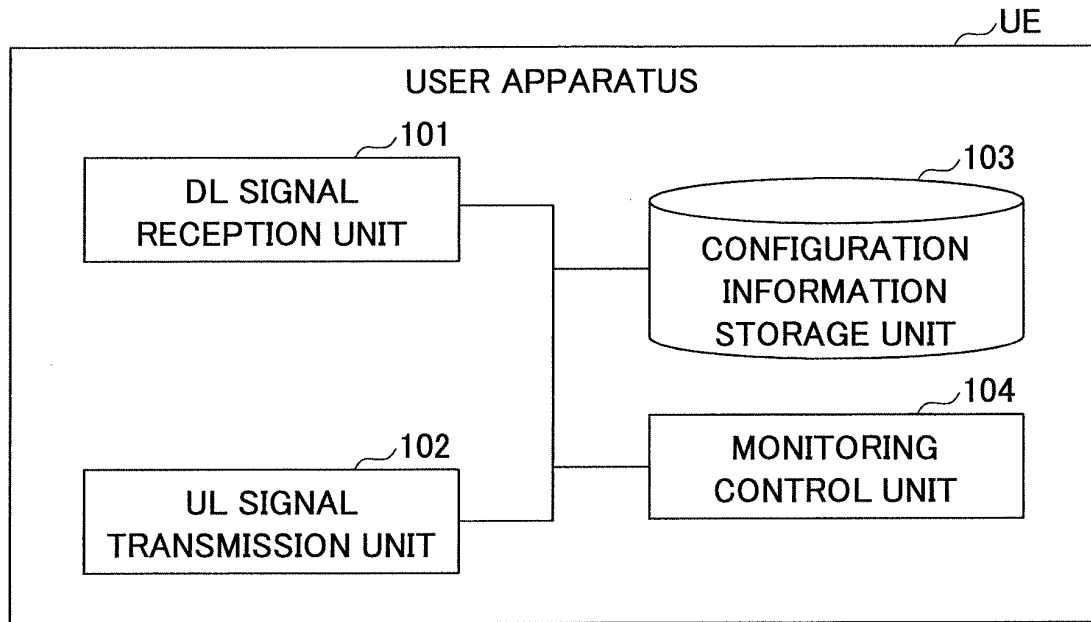 UE
USER APPARATUS
101
DL SIGNAL
RECEPTION UNIT
103
CONFIGURATION
INFORMATION
STORAGE UNIT
102
UL SIGNAL
TRANSMISSION UNIT
104
MONITORING
CONTROL UNIT